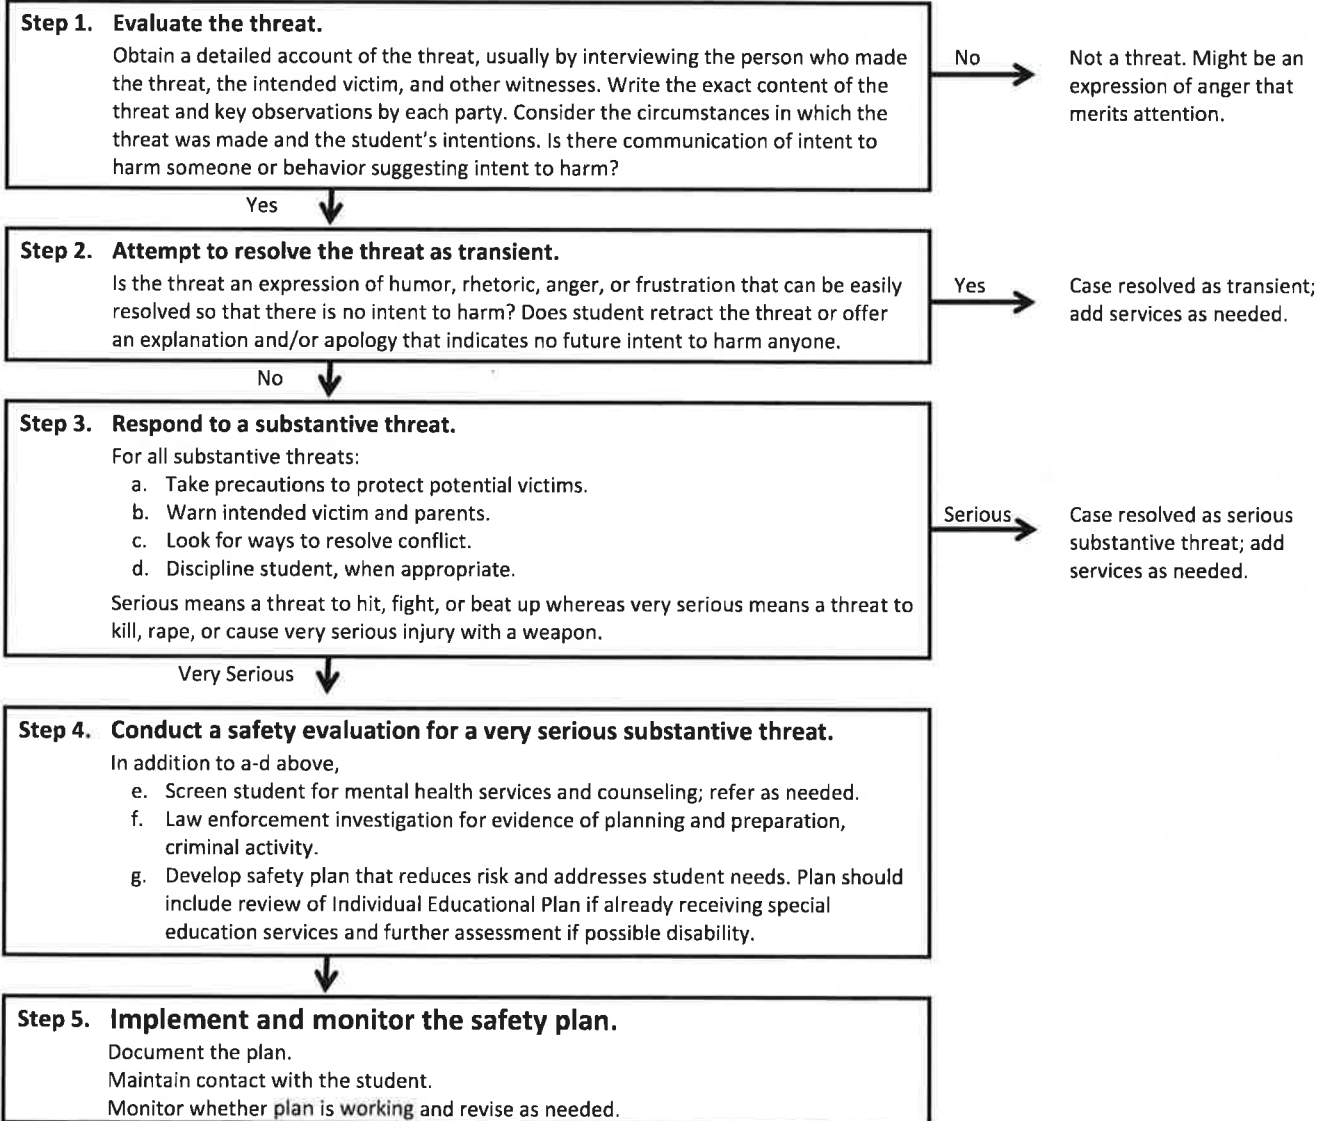 Step 1. Evaluate the threat.
Obtain a detailed account of the threat, usually by interviewing the person who made
the threat, the intended victim, and other witnesses. Write the exact content of the
threat and key observations by each party. Consider the circumstances in which the
threat was made and the student's intentions. Is there communication of intent to
harm someone or behavior suggesting intent to harm?
No
Not a threat. Might be an
expression of anger that
merits attention.
Yes
Step 2. Attempt to resolve the threat as transient.
Is the threat an expression of humor, rhetoric, anger, or frustration that can be easily
resolved so that there is no intent to harm? Does student retract the threat or offer
an explanation and/or apology that indicates no future intent to harm anyone.
Yes
Case resolved as transient;
add services as needed.
No
Step 3. Respond to a substantive threat.
For all substantive threats:
a. Take precautions to protect potential victims.
b. Warn intended victim and parents.
c. Look for ways to resolve conflict.
d. Discipline student, when appropriate.
Serious means a threat to hit, fight, or beat up whereas very serious means a threat to
kill, rape, or cause very serious injury with a weapon.
Serious
Case resolved as serious
substantive threat; add
services as needed.
Very Serious
Step 4. Conduct a safety evaluation for a very serious substantive threat.
In addition to a-d above,
e. Screen student for mental health services and counseling; refer as needed.
f. Law enforcement investigation for evidence of planning and preparation,
criminal activity.
g. Develop safety plan that reduces risk and addresses student needs. Plan should
include review of Individual Educational Plan if already receiving special
education services and further assessment if possible disability.
Step 5. Implement and monitor the safety plan.
Document the plan.
Maintain contact with the student.
Monitor whether plan is working and revise as needed.